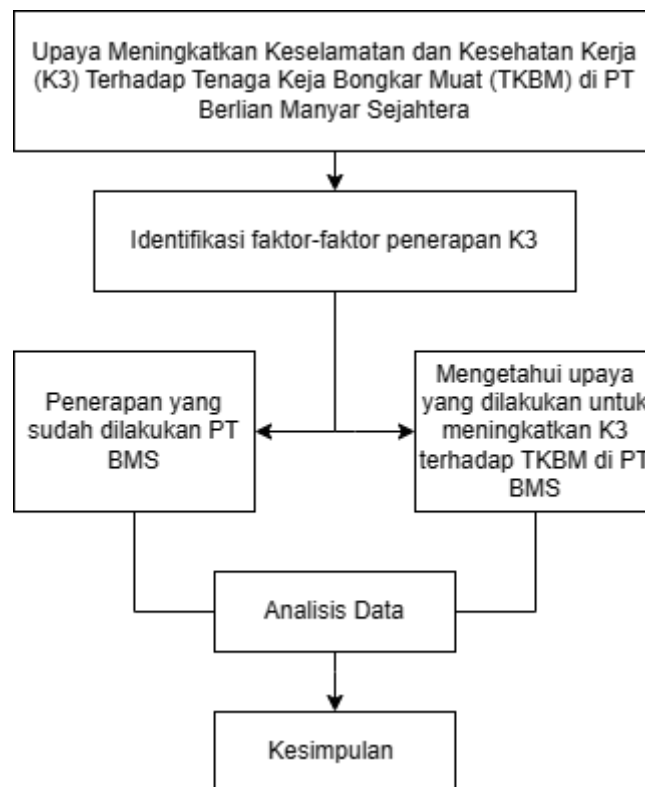 Upaya Meningkatkan Keselamatan dan Kesehatan Kerja
(K3) Terhadap Tenaga Keja Bongkar Muat (TKBM) di PT
Berlian Manyar Sejahtera
Identifikasi faktor-faktor penerapan K3
Penerapan yang
sudah dilakukan PT
BMS
Mengetahui upaya
yang dilakukan untuk
meningkatkan K3
terhadap TKBM di PT
BMS
Analisis Data
Kesimpulan